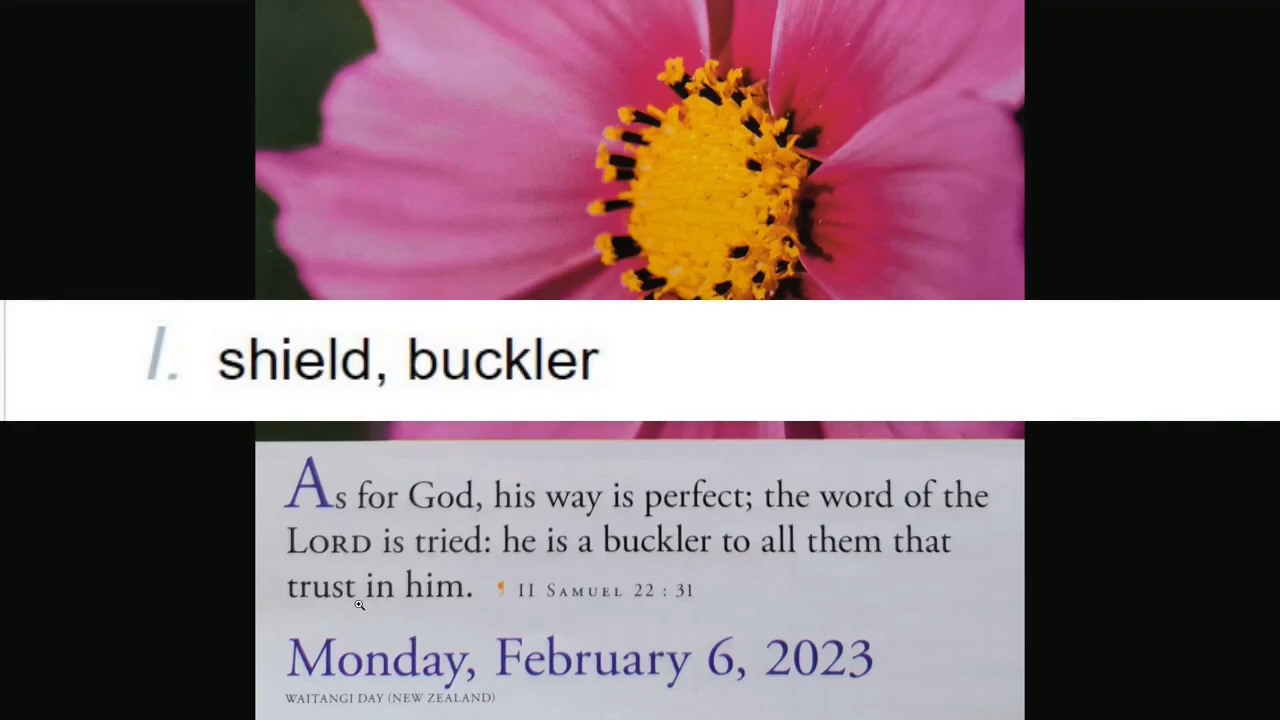 I. shield, buckler
As for God, his way is perfect; the word of the
LORD is tried: he is a buckler to all them that
trust in him. ¶ II SAMUEL 22 : 31
Monday, February 6, 2023
WAITANGI DAY (NEW ZEALAND)